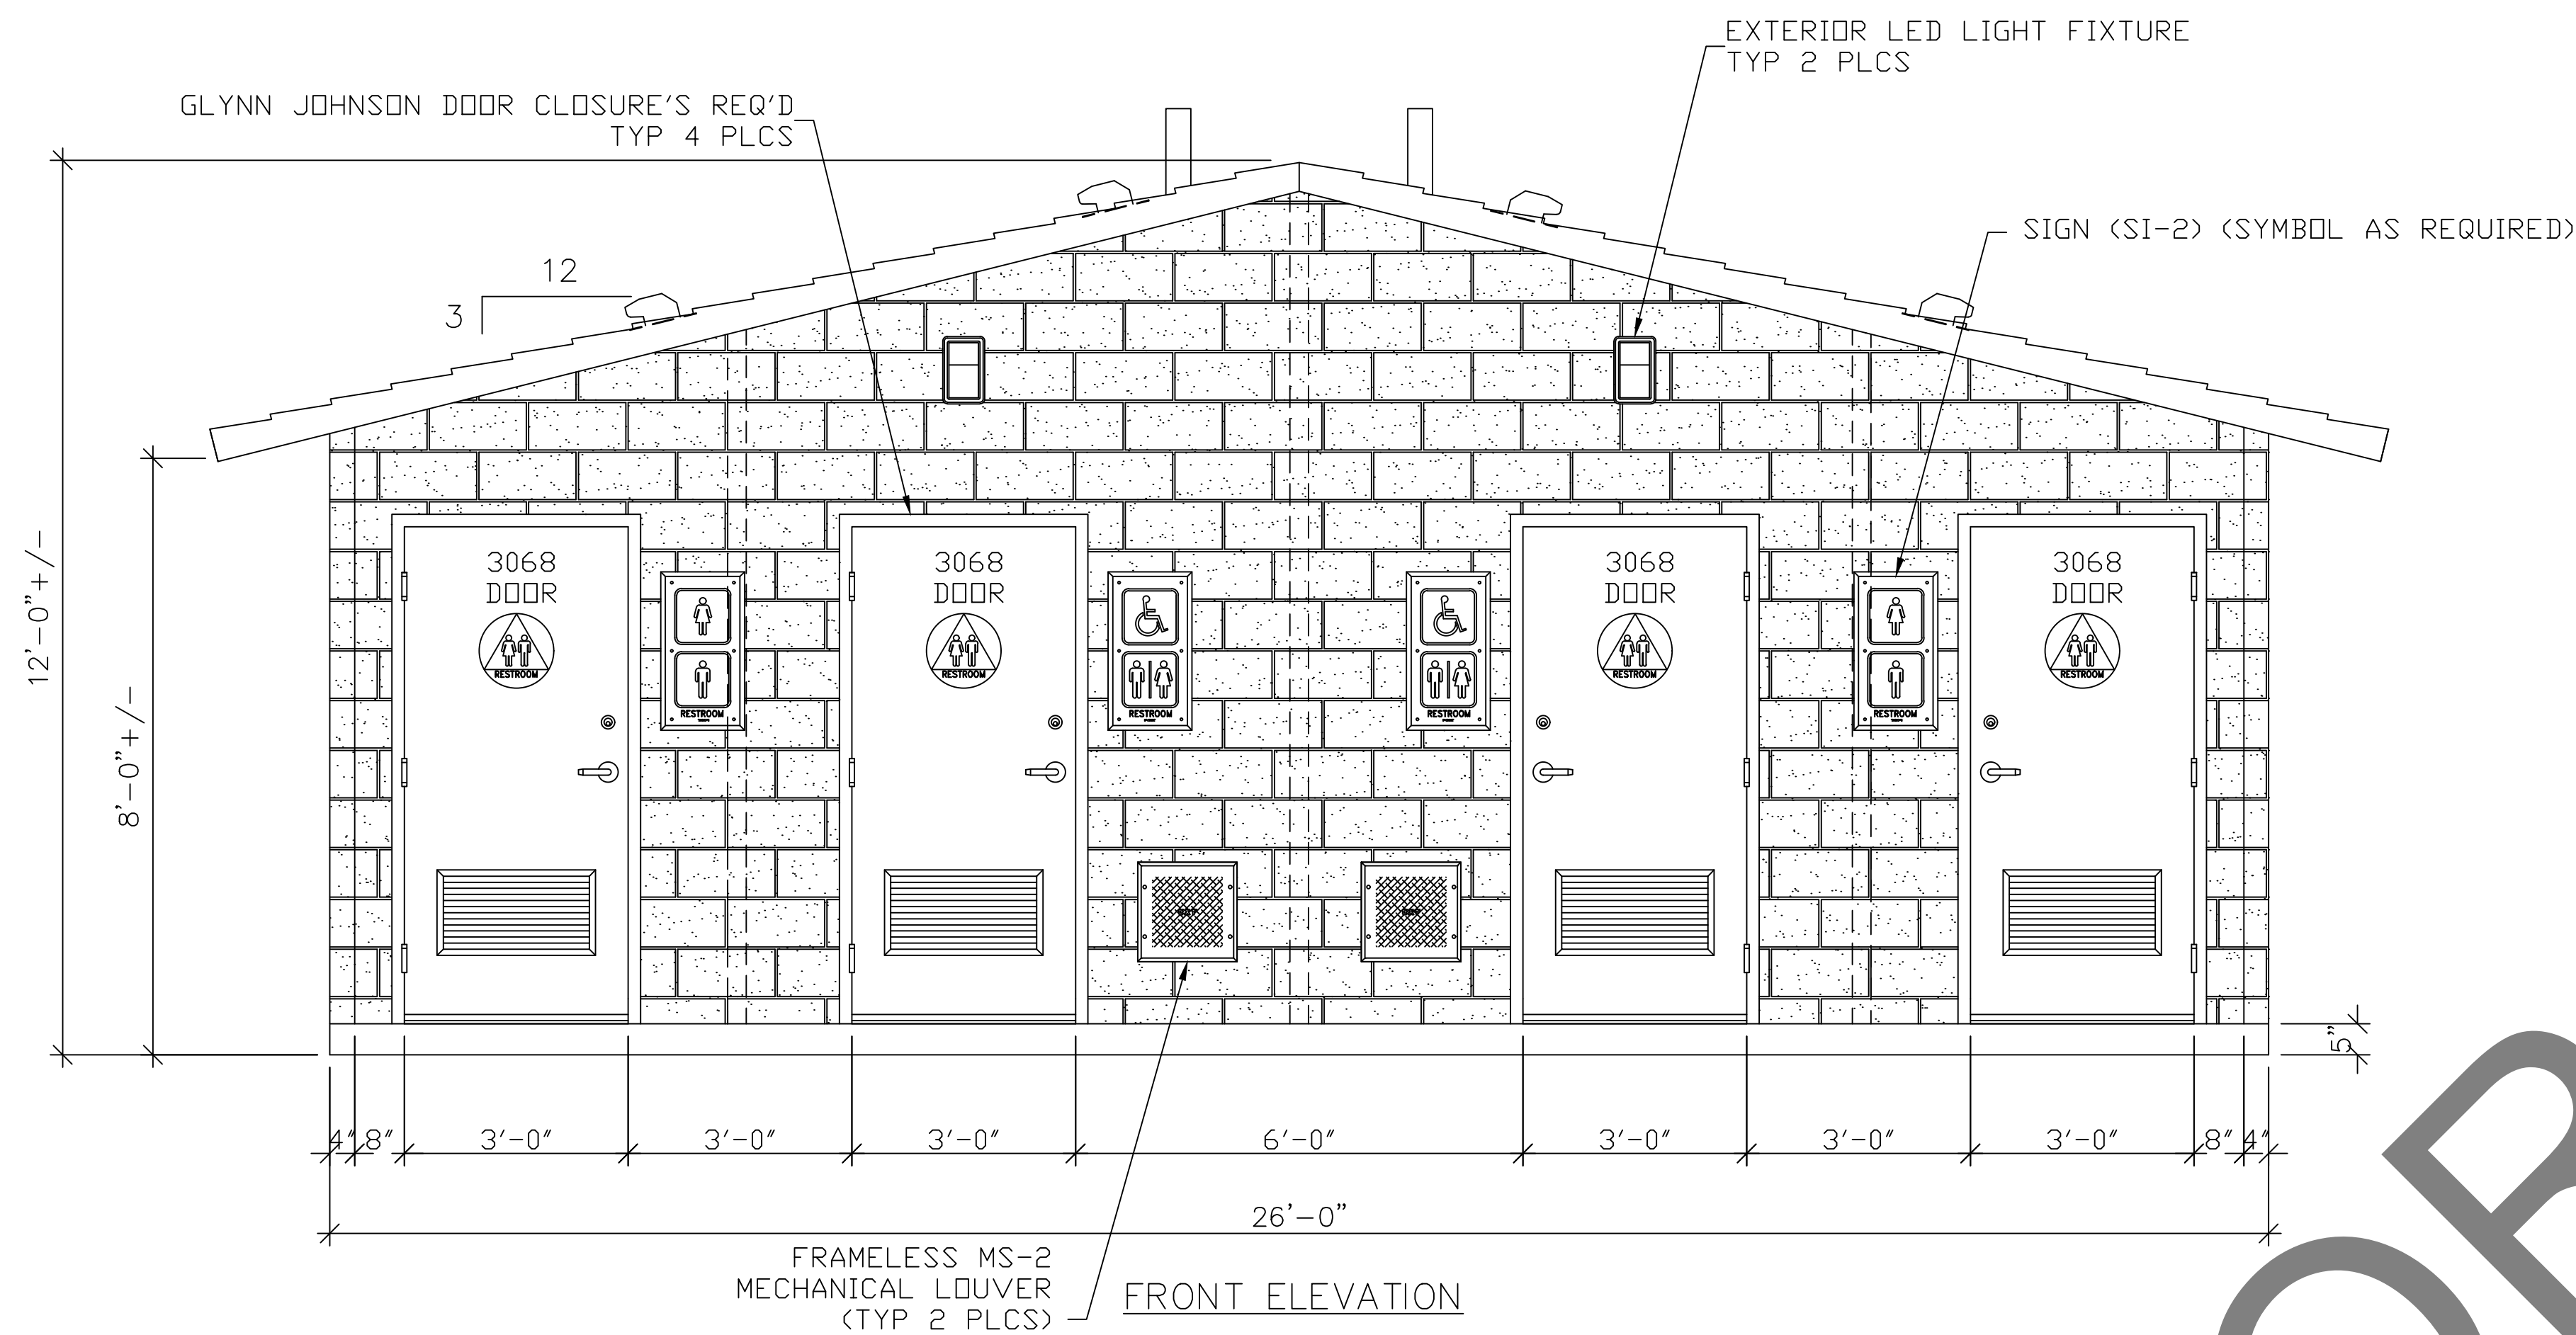 EXTERIOR LED LIGHT FIXTURE
TYP 2 PLCS
GLYNN JOHNSON DOOR CLOSURE'S REQ'D
TYP 4 PLCS
SIGN (SI-2) (SYMBOL AS REQUIRED)
12
3
12'-0"+/-
8'-0"+/-
3068
DOOR
RESTROOM
RESTROOM
3068
DOOR
RESTROOM
RESTROOM
RESTROOM
3068
DOOR
RESTROOM
RESTROOM
3068
DOOR
RESTROOM
5"
4" 8" 3'-0" 3'-0" 3'-0" 6'-0" 3'-0" 3'-0" 3'-0" 8" 4"
26'-0"
FRAMELESS MS-2
MECHANICAL LOUVER
(TYP 2 PLCS)
FRONT ELEVATION